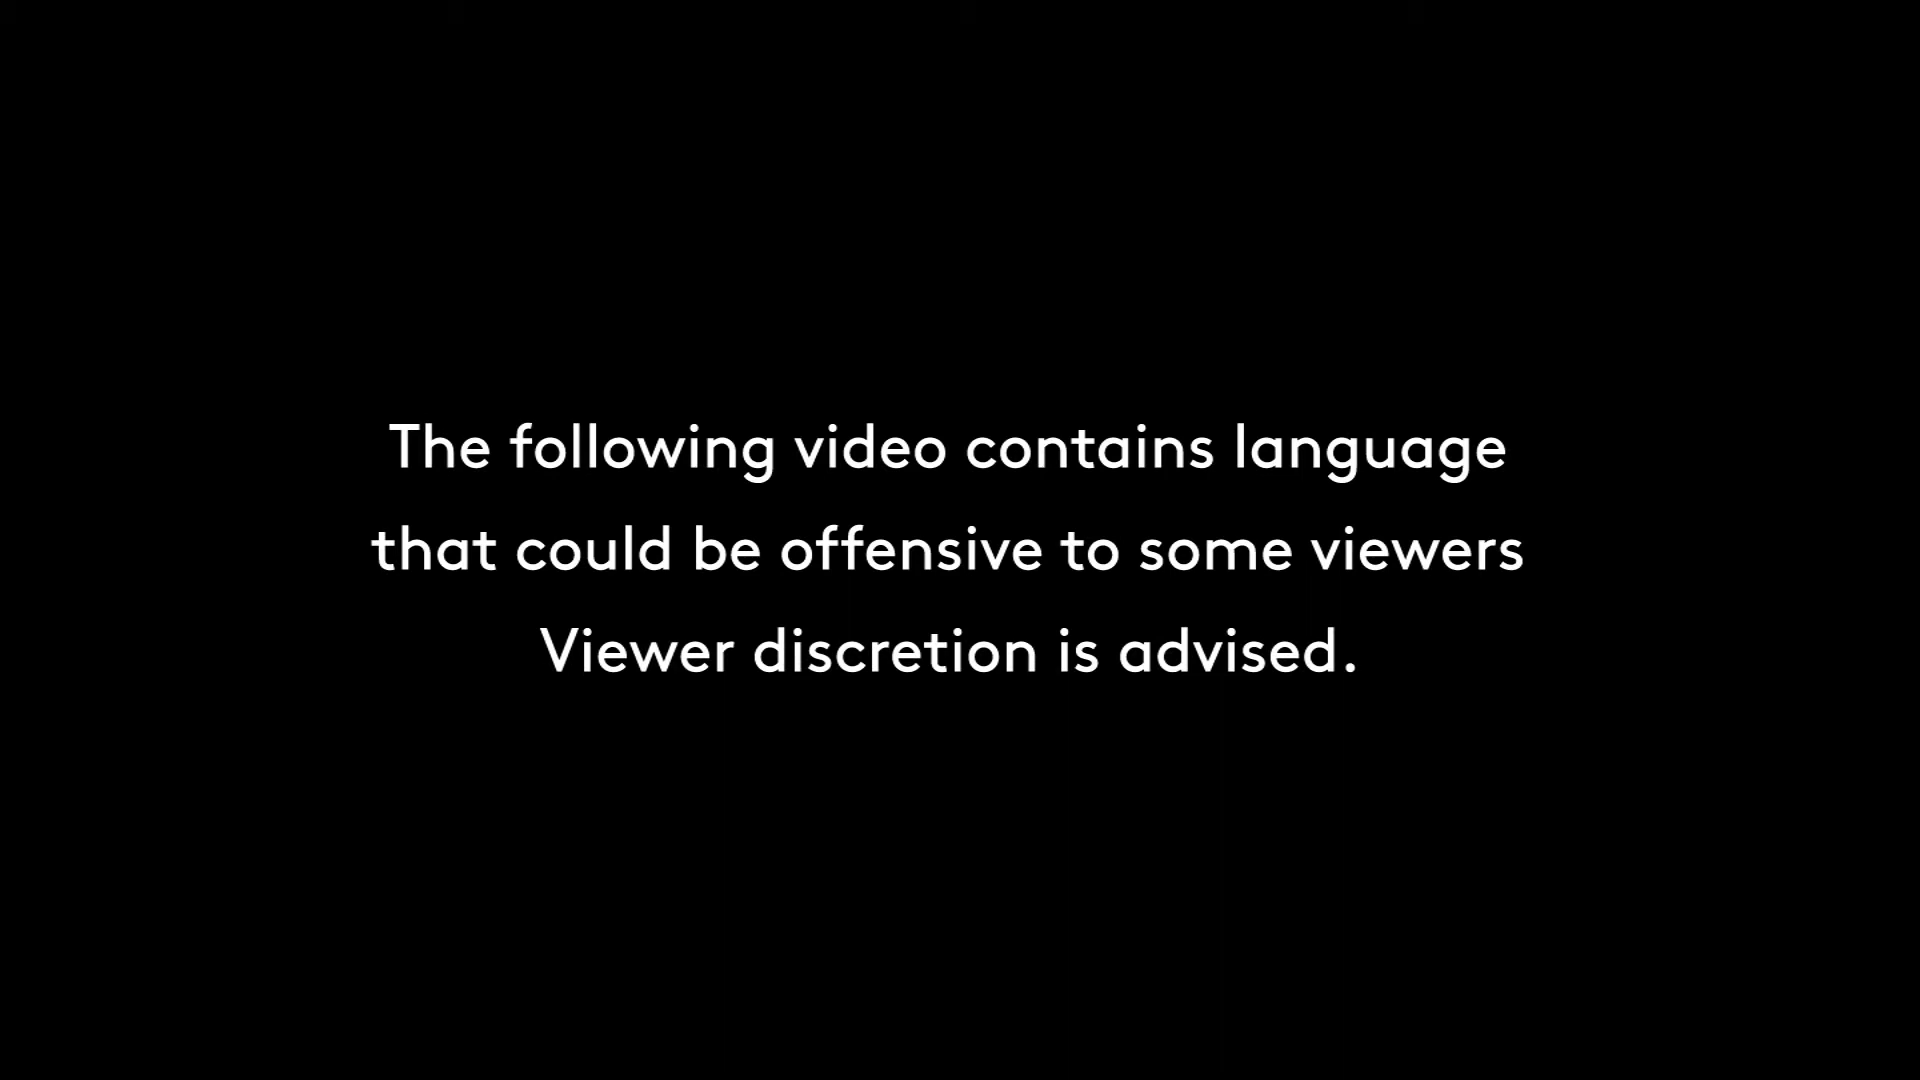 The following video contains language
that could be offensive to some viewers
Viewer discretion is advised.